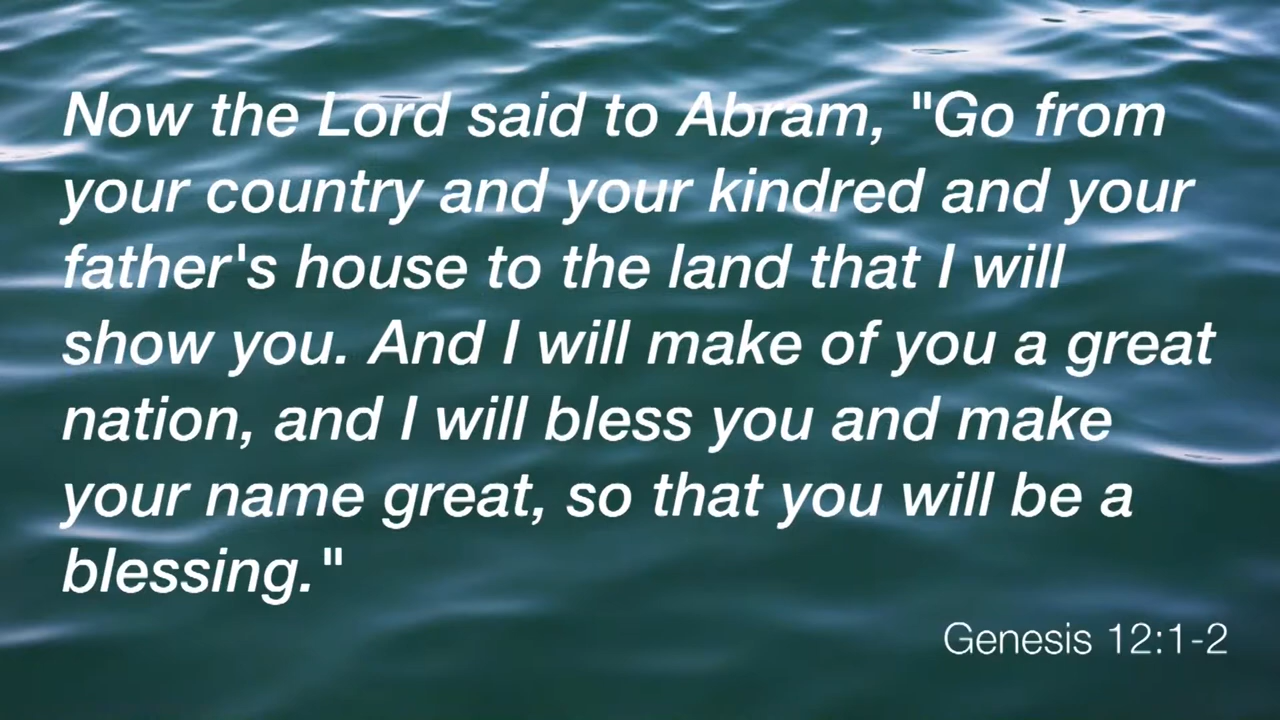 Now the Lord said to Abram, "Go from
your country and your kindred and your
father's house to the land that I will
show you. And I will make of you a great
nation, and I will bless you and make
your name great, so that you will be a
blessing."
Genesis 12:1-2